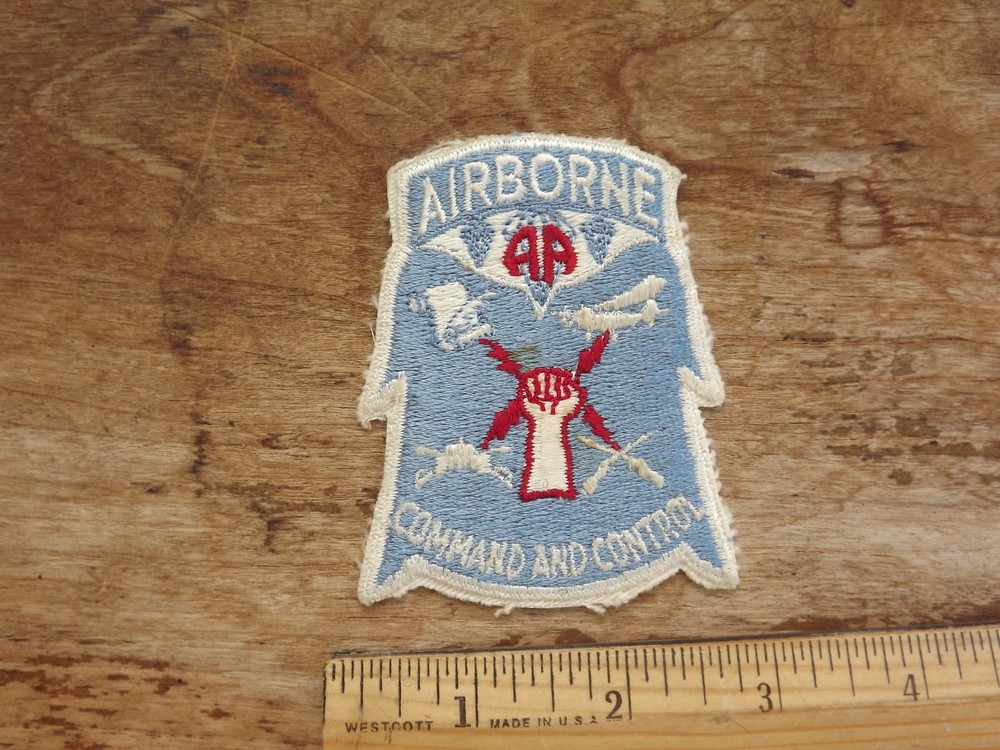 AIRBORNE
AA
COMMAND AND CONTROL
1 2 3 4
WESTCOTT MADE IN U.S.A